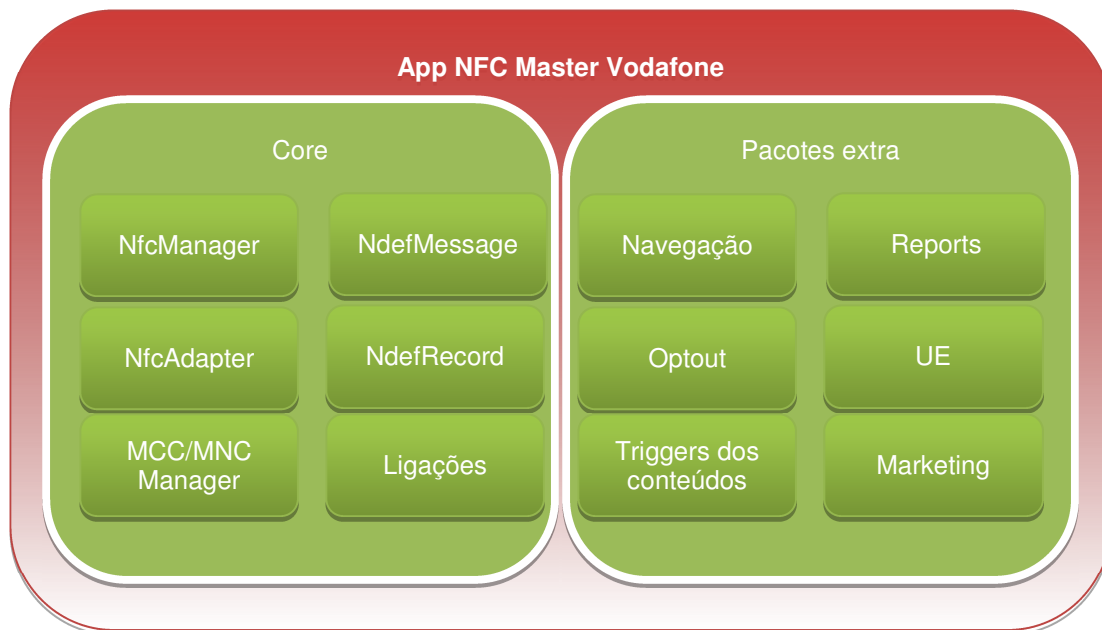 App NFC Master Vodafone
Core
NfcManager
NdefMessage
NfcAdapter
NdefRecord
MCC/MNC
Manager
Ligações
Pacotes extra
Navegação
Reports
Optout
UE
Triggers dos
conteúdos
Marketing